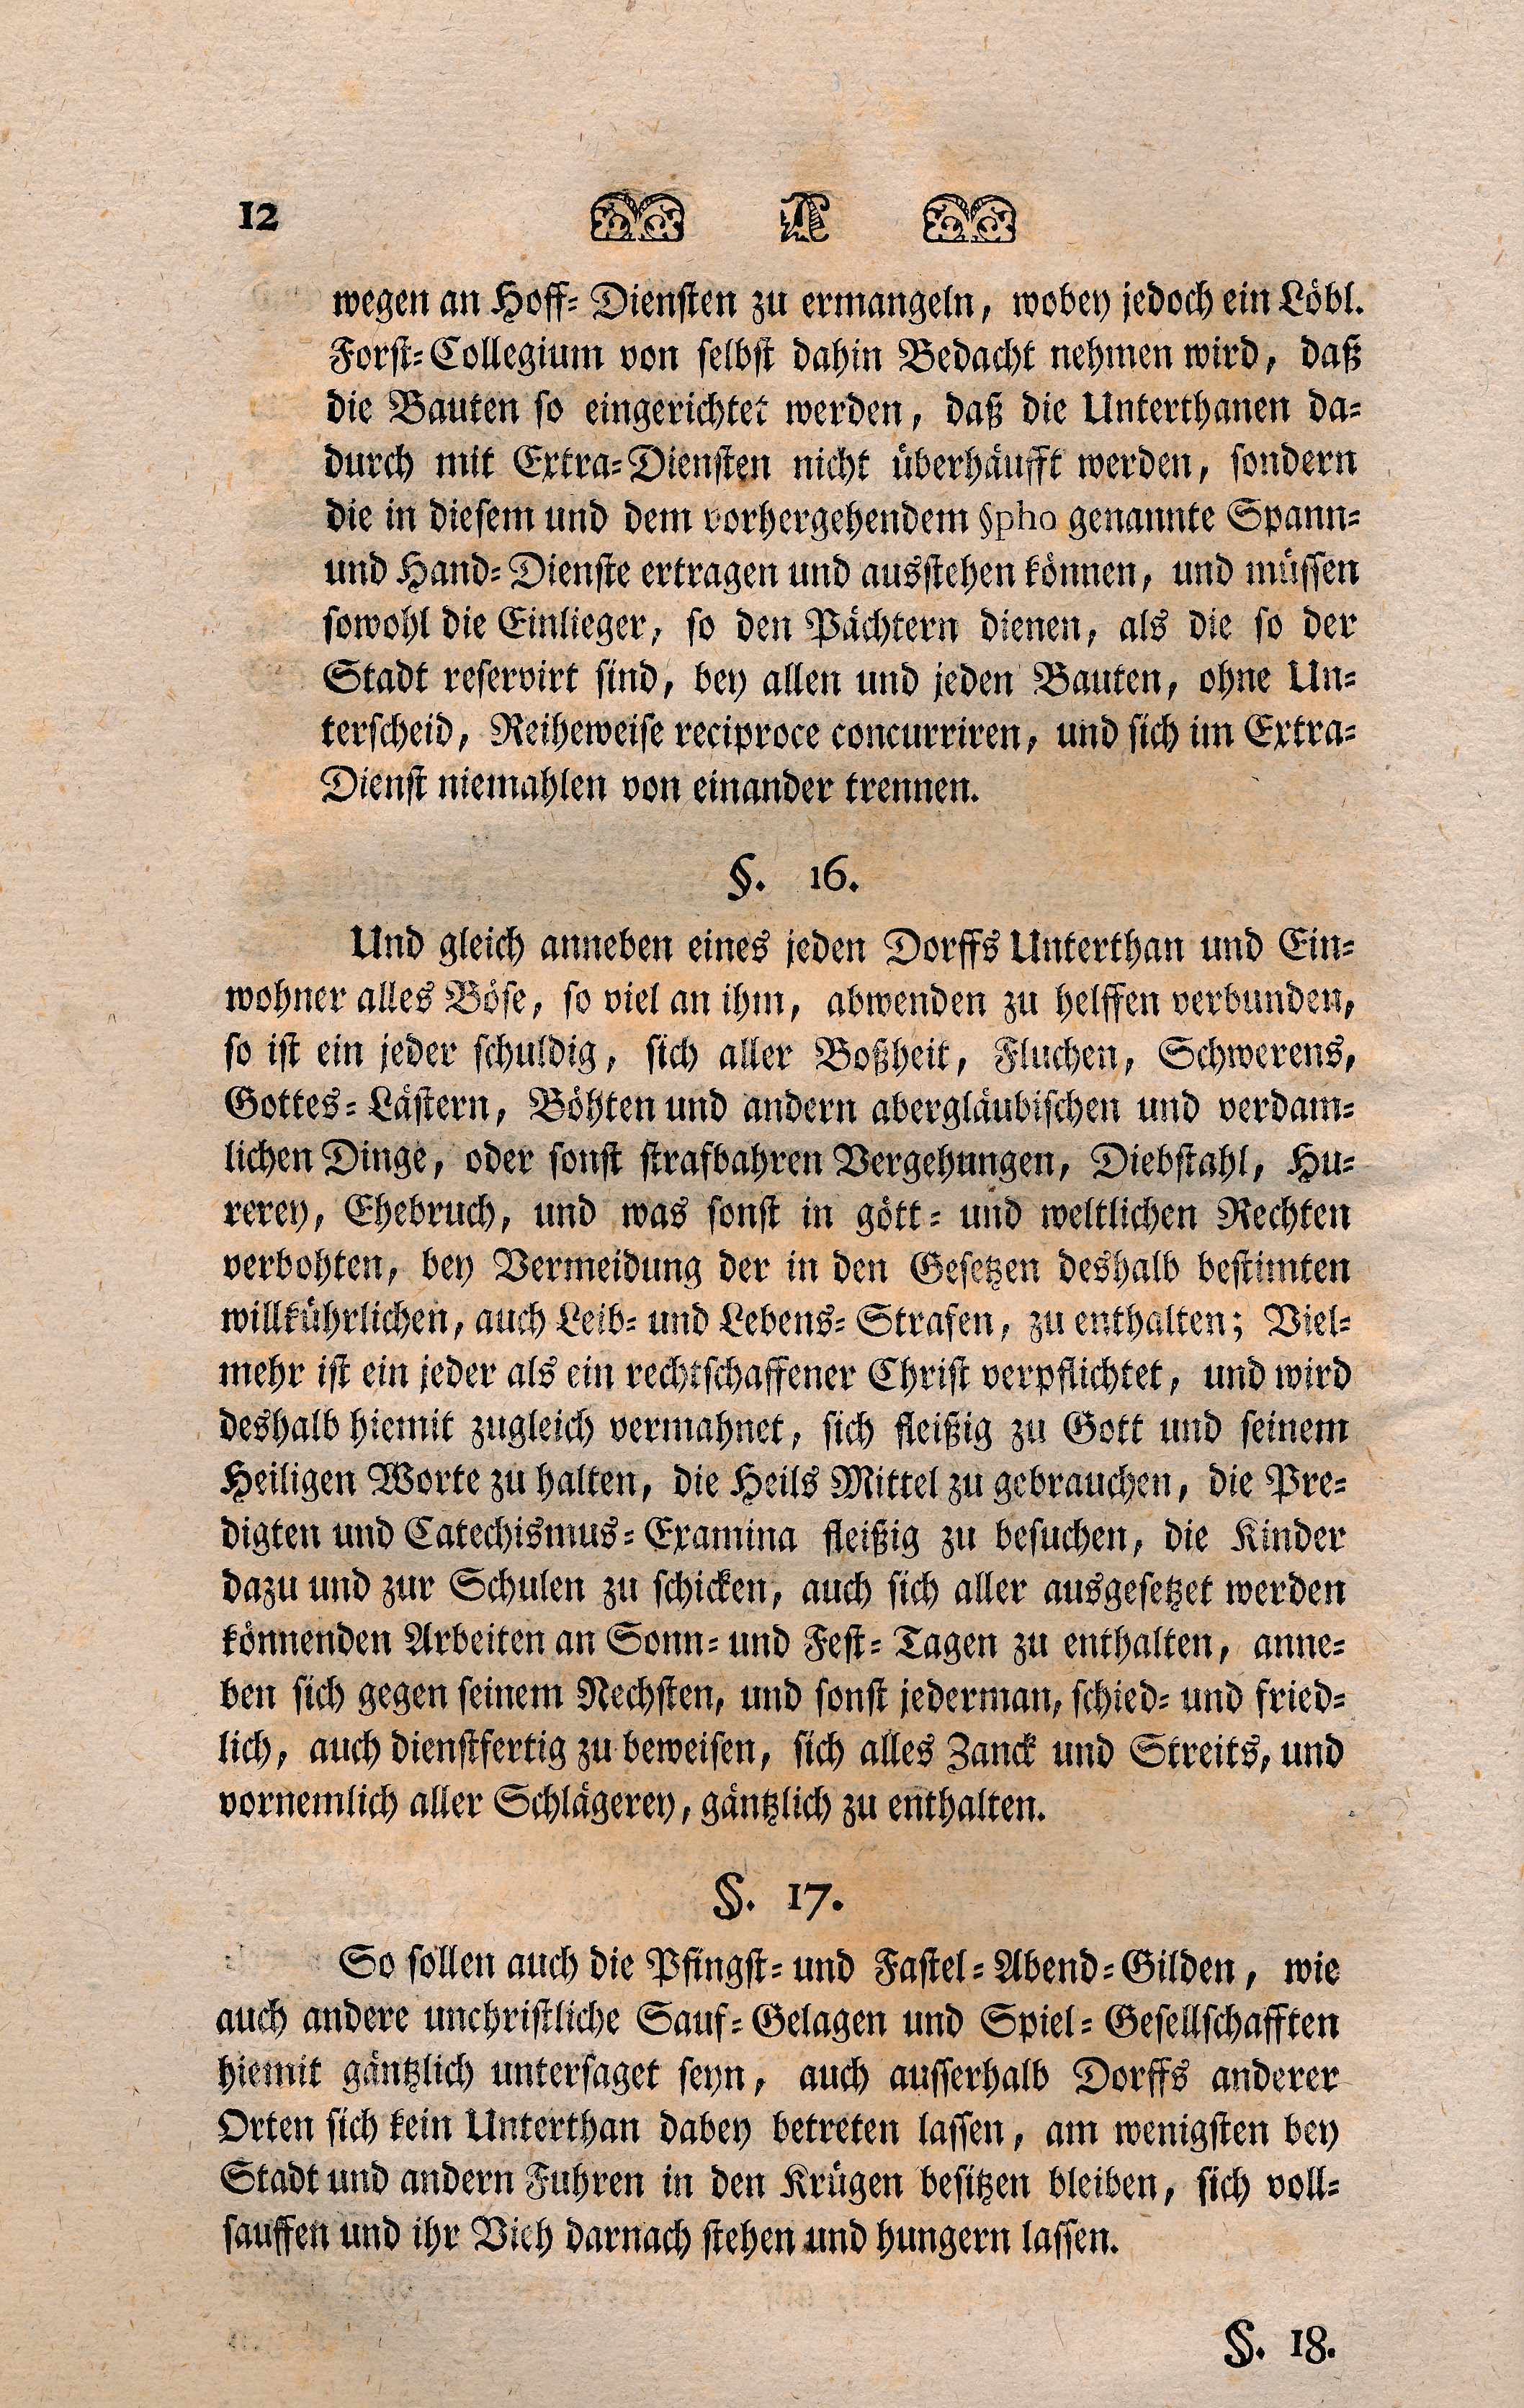 12
wegen an Hoff-Diensten zu ermangeln, wobey jedoch ein Löbl.
Forst-Collegium von selbst dahin Bedacht nehmen wird, daß
die Bauten so eingerichtet werden, daß die Unterthanen da-
durch mit Extra-Diensten nicht überhäufft werden, sondern
die in diesem und dem vorhergehendem §pho genannte Spann-
und Hand-Dienste ertragen und ausstehen können, und müssen
sowohl die Einlieger, so den Pächtern dienen, als die so der
Stadt reservirt sind, bey allen und jeden Bauten, ohne Un-
terscheid, Reiheweise reciproce concurriren, und sich im Extra-
Dienst niemahlen von einander trennen.
§. 16.
Und gleich anneben eines jeden Dorffs Unterthan und Ein-
wohner alles Böse, so viel an ihm, abwenden zu helffen verbunden,
so ist ein jeder schuldig, sich aller Boßheit, Fluchen, Schwerens,
Gottes-Lästern, Böhten und andern abergläubischen und verdam-
lichen Dinge, oder sonst strafbahren Vergehungen, Diebstahl, Hu-
rerey, Ehebruch, und was sonst in gött- und weltlichen Rechten
verbohten, bey Vermeidung der in den Gesetzen deshalb bestimten
willkührlichen, auch Leib- und Lebens-Strafen, zu enthalten; Viel-
mehr ist ein jeder als ein rechtschaffener Christ verpflichtet, und wird
deshalb hiemit zugleich vermahnet, sich fleißig zu Gott und seinem
Heiligen Worte zu halten, die Heils Mittel zu gebrauchen, die Pre-
digten und Catechismus-Examina fleißig zu besuchen, die Kinder
dazu und zur Schulen zu schicken, auch sich aller ausgesetzet werden
könnenden Arbeiten an Sonn- und Fest-Tagen zu enthalten, anne-
ben sich gegen seinem Nechsten, und sonst jederman, schied- und fried-
lich, auch dienstfertig zu beweisen, sich alles Zanck und Streits, und
vornemlich aller Schlägerey, gäntzlich zu enthalten.
§. 17.
So sollen auch die Pfingst- und Fastel-Abend-Gilden, wie
auch andere unchristliche Sauf-Gelagen und Spiel-Gesellschafften
hiemit gäntzlich untersaget seyn, auch ausserhalb Dorffs anderer
Orten sich kein Unterthan dabey betreten lassen, am wenigsten bey
Stadt und andern Fuhren in den Krügen besitzen bleiben, sich voll-
sauffen und ihr Vieh darnach stehen und hungern lassen.
§. 18.